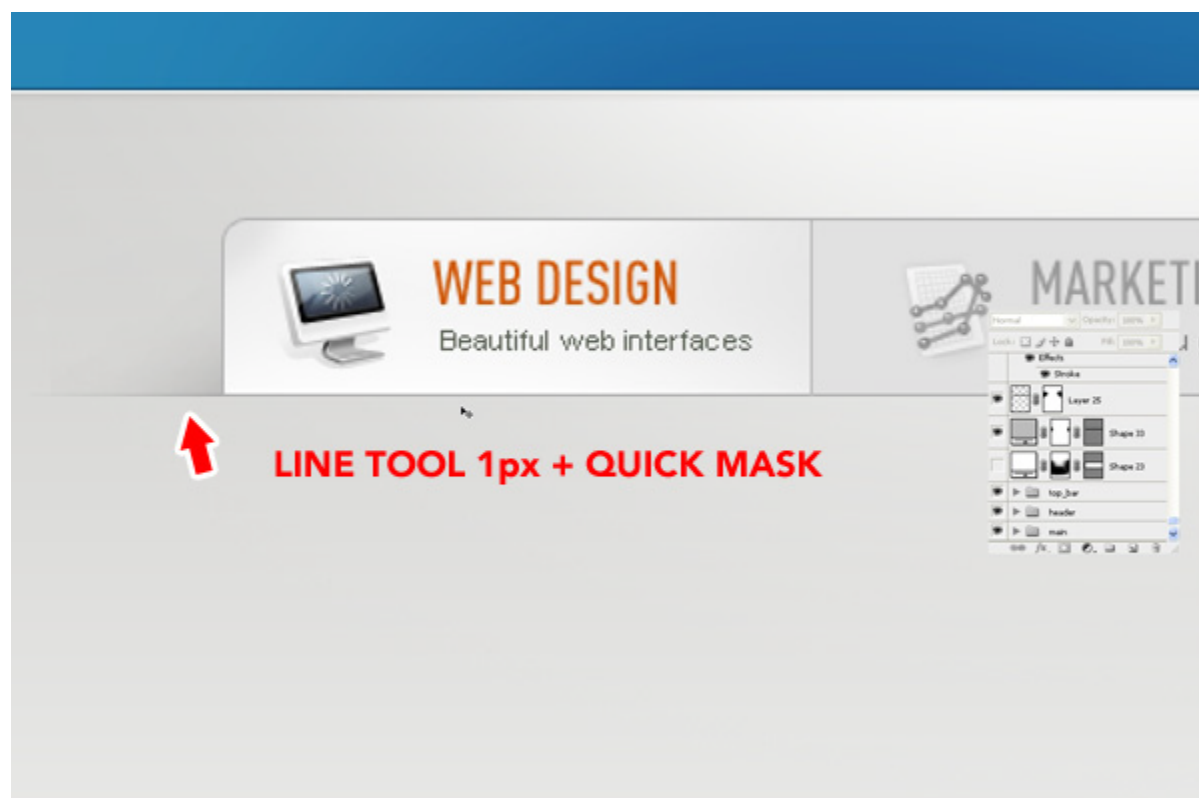 WEB DESIGN
Beautiful web interfaces
MARKETI
LINE TOOL 1px + QUICK MASK
Normal Opacity: 100%
Lock: Fill: 100%
Effects
Stroke
Layer 25
Shape 33
Shape 23
top_bar
header
main